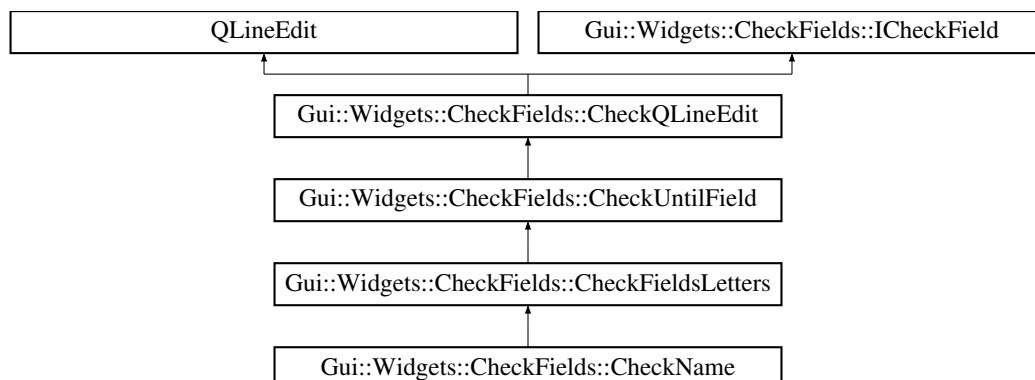 QLineEdit
Gui::Widgets::CheckFields::ICheckField
Gui::Widgets::CheckFields::CheckQLineEdit
Gui::Widgets::CheckFields::CheckUntilField
Gui::Widgets::CheckFields::CheckFieldsLetters
Gui::Widgets::CheckFields::CheckName